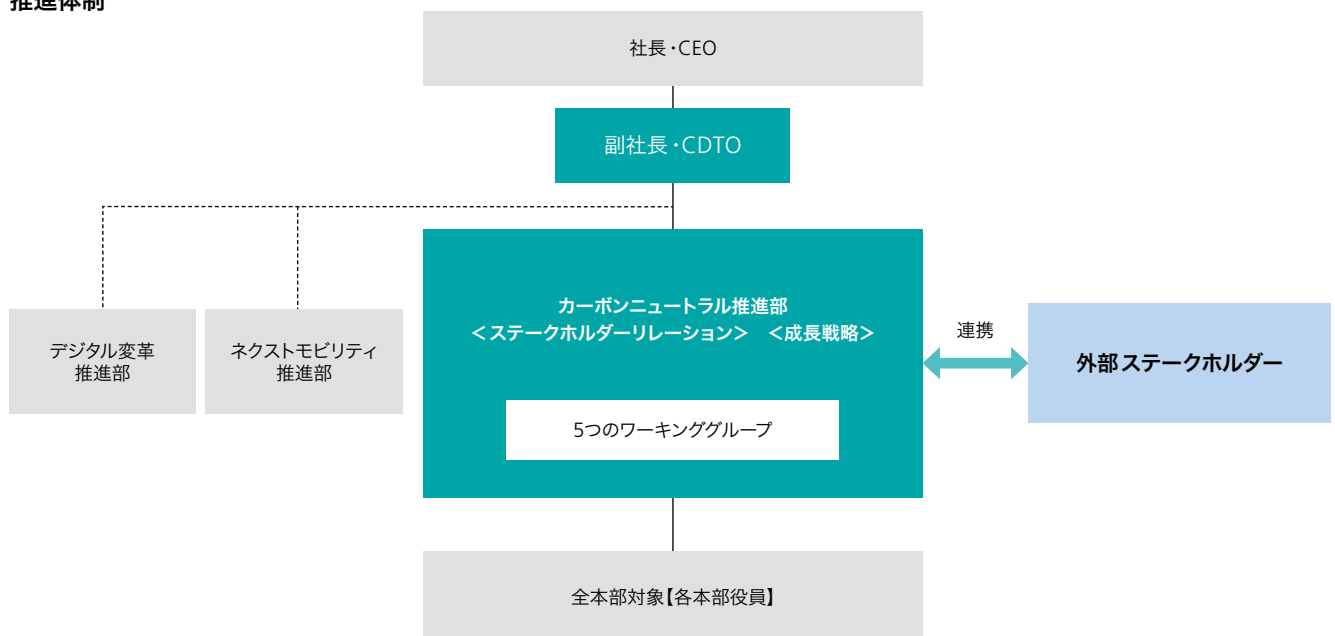 推進体制
社長・CEO
副社長・CDTO
カーボンニュートラル推進部
<ステークホルダーリレーション> <成長戦略>
5つのワーキンググループ
デジタル変革
推進部
ネクストモビリティ
推進部
連携
外部ステークホルダー
全本部対象【各本部役員】